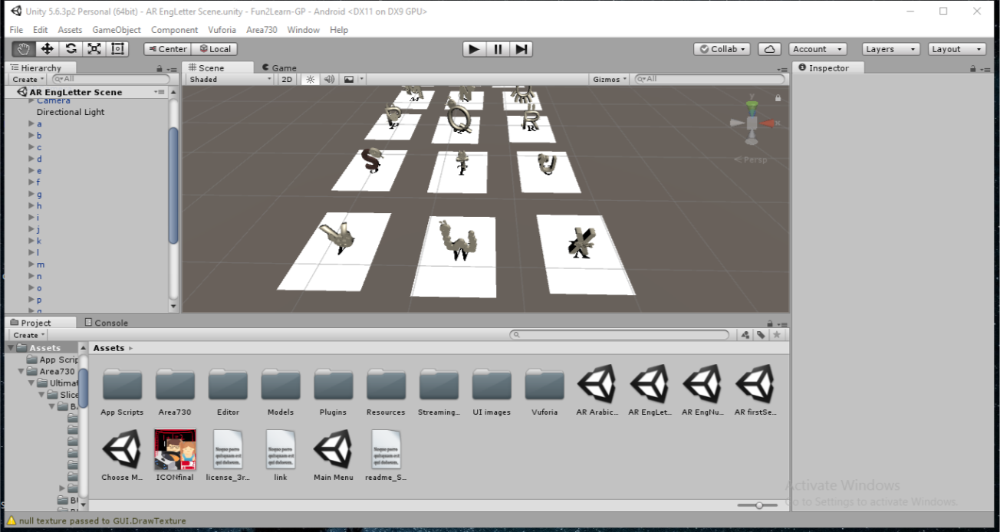 Unity 5.6.3p2 Personal (64bit) - AR EngLetter Scene.unity - Fun2Learn-GP - Android <DX11 on DX9 GPU>
File Edit Assets GameObject Component Vuforia Area730 Window Help
Center Local Collab Account Layers Layout
Hierarchy
Create All
AR EngLetter Scene
Camera
Directional Light
a
b
c
d
e
f
g
h
i
j
k
l
m
n
o
p
Scene Game
Shaded 2D Gizmos All
M N O
P Q R
S T U
V W X
y
x
Persp
Inspector
Project Console
Create
Assets
App Scrip
Area730
Ultimat
Slice
BU
Assets
App Scripts Area730 Editor Models Plugins Resources Streaming... UI images Vuforia AR Arabic... AR EngLet... AR EngNu... AR firstSe...
Choose M... ICONfinal license_3r... link Main Menu readme_S...
Activate Windows
Go to Settings to activate Windows.
null texture passed to GUI.DrawTexture